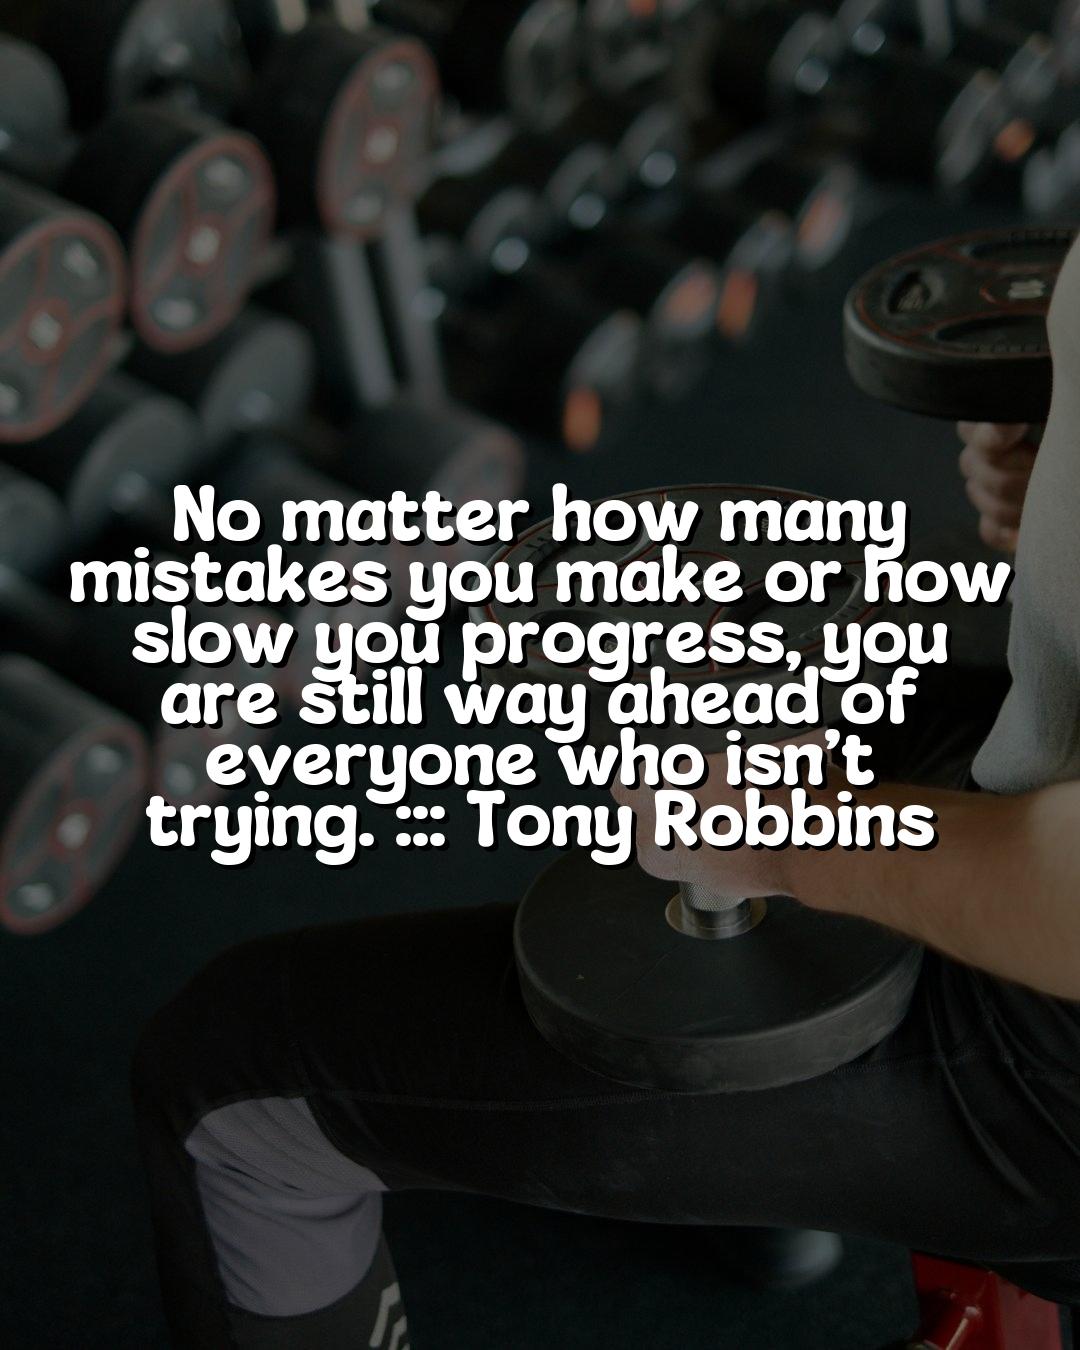 No matter how many
mistakes you make or how
slow you progress, you
are still way ahead of
everyone who isn't
trying. ::: Tony Robbins